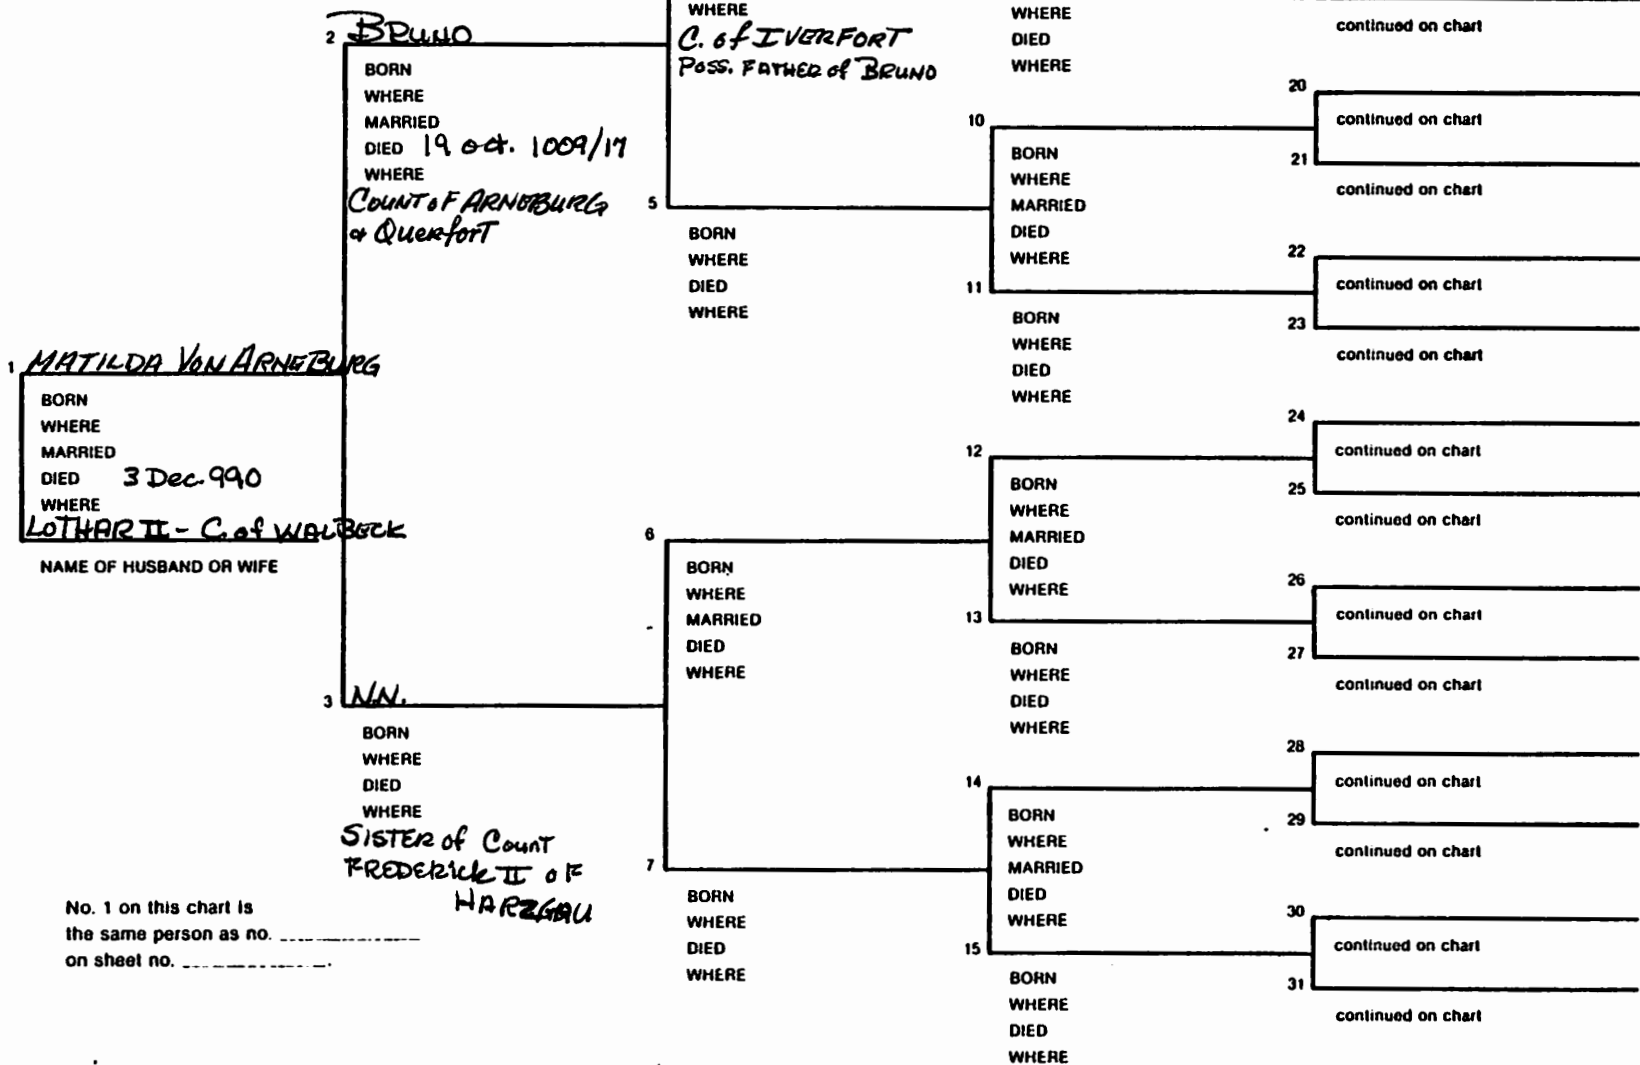 2 BRUNO
BORN
WHERE
MARRIED
DIED 19 oct. 1009/17
WHERE
COUNT OF ARNEBURG
& QuerforT
WHERE
C. of IVERFORT
Poss. FATHER of BRUNO
WHERE
DIED
WHERE
continued on chart
20
continued on chart
21
continued on chart
10
BORN
WHERE
MARRIED
DIED
WHERE
5
BORN
WHERE
DIED
WHERE
22
continued on chart
23
continued on chart
11
BORN
WHERE
DIED
WHERE
1 MATILDA VON ARNEBURG
BORN
WHERE
MARRIED
DIED 3 Dec. 990
WHERE
LOTHAR II - C. of WALBECK
NAME OF HUSBAND OR WIFE
24
continued on chart
25
continued on chart
12
BORN
WHERE
MARRIED
DIED
WHERE
6
BORN
WHERE
MARRIED
DIED
WHERE
26
continued on chart
27
continued on chart
13
BORN
WHERE
DIED
WHERE
3 N.N.
BORN
WHERE
DIED
WHERE
SISTER of Count
FREDERICK II OF
HARZGAU
28
continued on chart
29
continued on chart
14
BORN
WHERE
MARRIED
DIED
WHERE
7
BORN
WHERE
DIED
WHERE
30
continued on chart
31
continued on chart
15
BORN
WHERE
DIED
WHERE
No. 1 on this chart is
the same person as no.
on sheet no. .